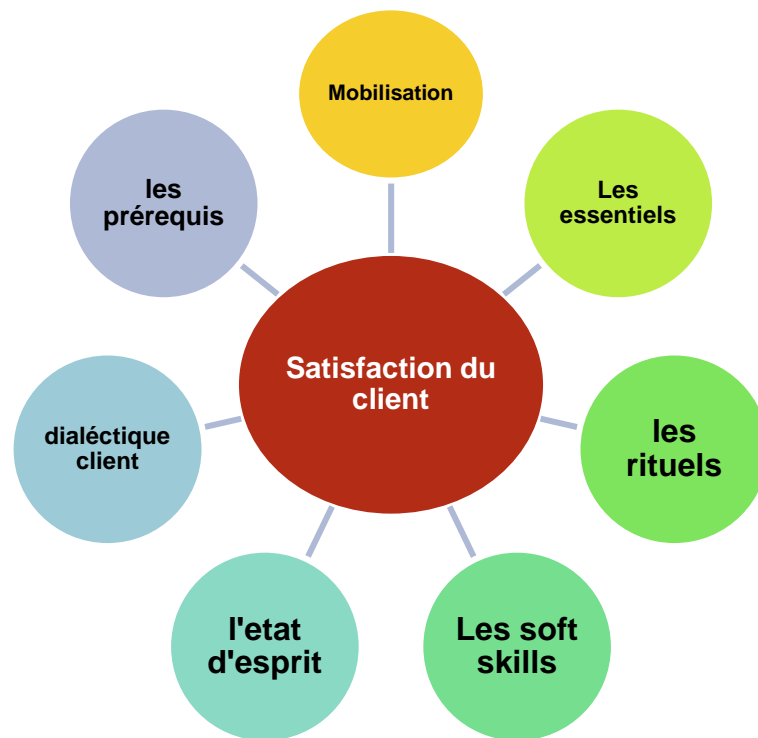 Mobilisation
Les
essentiels
les
rituels
Les soft
skills
l'etat
d'esprit
dialéctique
client
les
prérequis
Satisfaction du
client